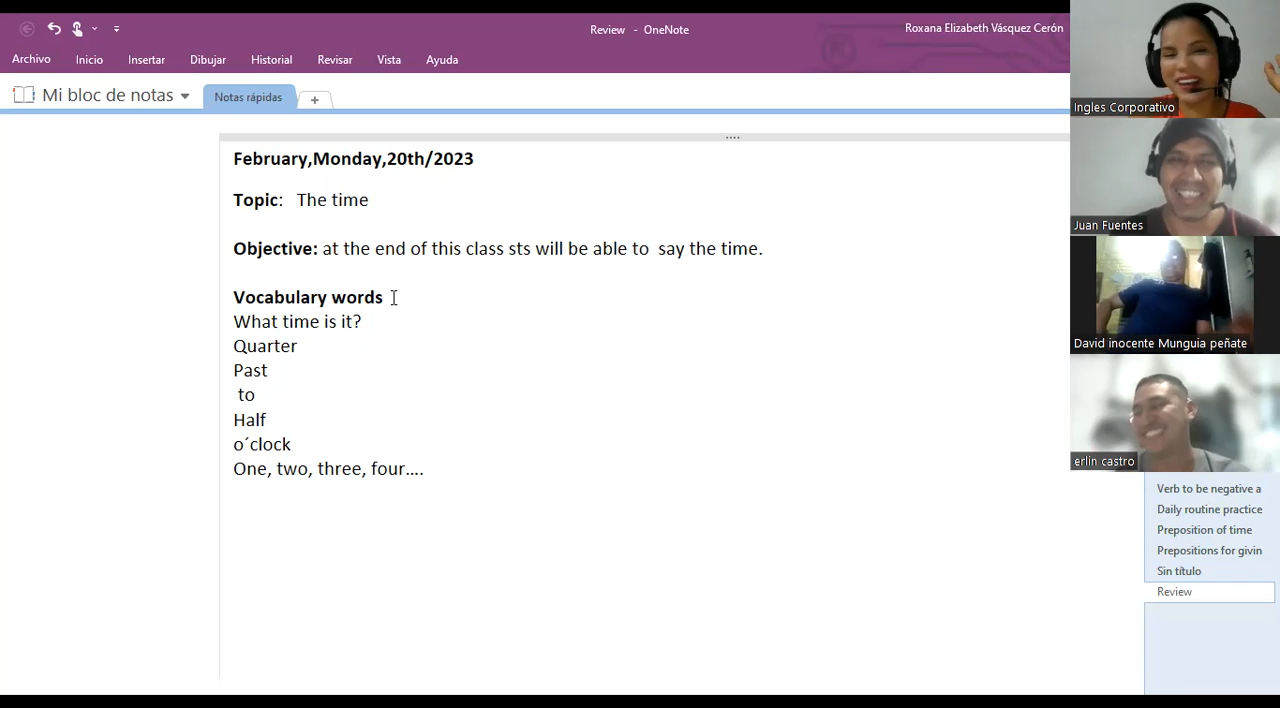 Review - OneNote
Roxana Elizabeth Vásquez Cerón
Archivo Inicio Insertar Dibujar Historial Revisar Vista Ayuda
Mi bloc de notas Notas rápidas +
February,Monday,20th/2023
Topic: The time
Objective: at the end of this class sts will be able to say the time.
Vocabulary words
What time is it?
Quarter
Past
to
Half
o´clock
One, two, three, four....
Ingles Corporativo
Juan Fuentes
David inocente Munguia peñate
erlin castro
Verb to be negative a
Daily routine practice
Preposition of time
Prepositions for givin
Sin título
Review